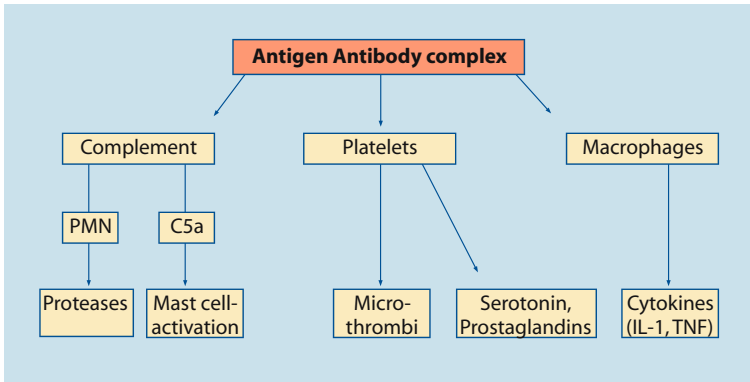 Antigen Antibody complex
Complement
Platelets
Macrophages
PMN
C5a
Proteases
Mast cell-
activation
Micro-
thrombi
Serotonin,
Prostaglandins
Cytokines
(IL-1, TNF)